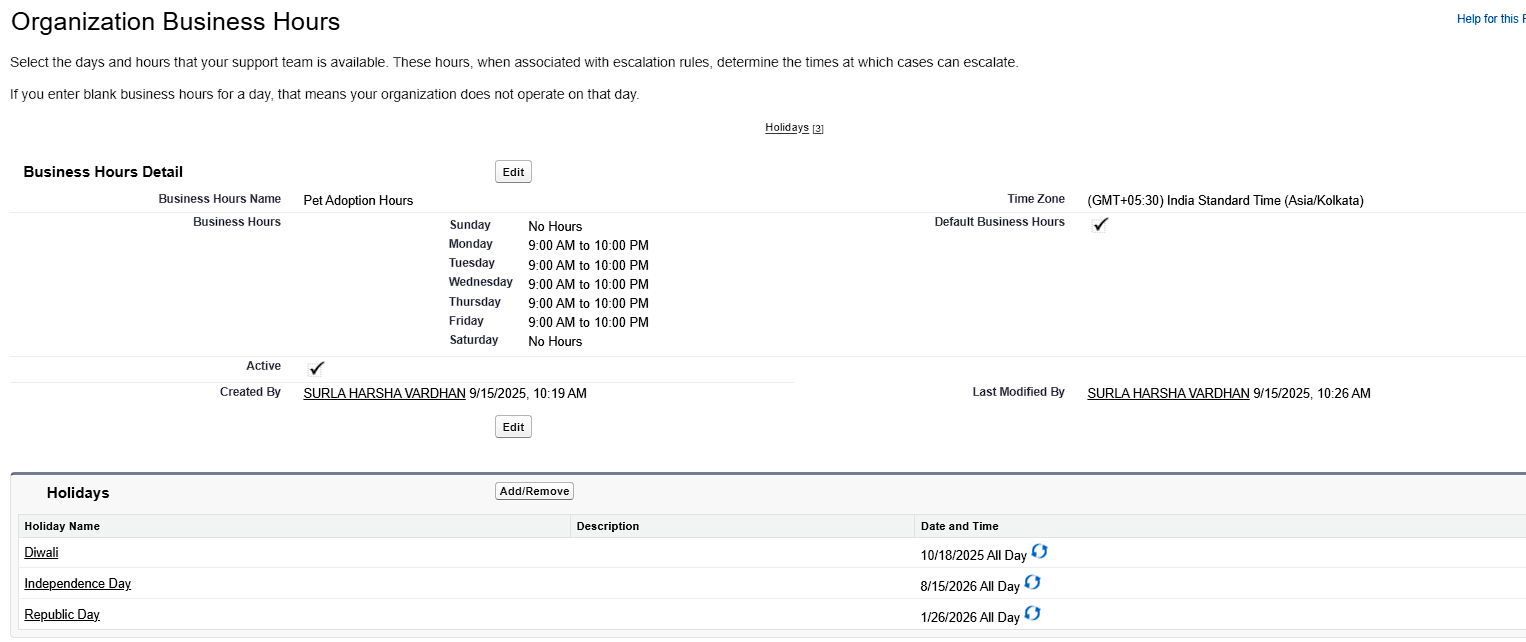 Organization Business Hours
Help for this
Select the days and hours that your support team is available. These hours, when associated with escalation rules, determine the times at which cases can escalate.
If you enter blank business hours for a day, that means your organization does not operate on that day.
Holidays [3]
Business Hours Detail Edit
Business Hours Name Pet Adoption Hours Time Zone (GMT+05:30) India Standard Time (Asia/Kolkata)
Business Hours Sunday No Hours Default Business Hours
Monday 9:00 AM to 10:00 PM
Tuesday 9:00 AM to 10:00 PM
Wednesday 9:00 AM to 10:00 PM
Thursday 9:00 AM to 10:00 PM
Friday 9:00 AM to 10:00 PM
Saturday No Hours
Active
Created By SURLA HARSHA VARDHAN 9/15/2025, 10:19 AM Last Modified By SURLA HARSHA VARDHAN 9/15/2025, 10:26 AM
Edit
Holidays Add/Remove
Holiday Name Description Date and Time
Diwali 10/18/2025 All Day
Independence Day 8/15/2026 All Day
Republic Day 1/26/2026 All Day